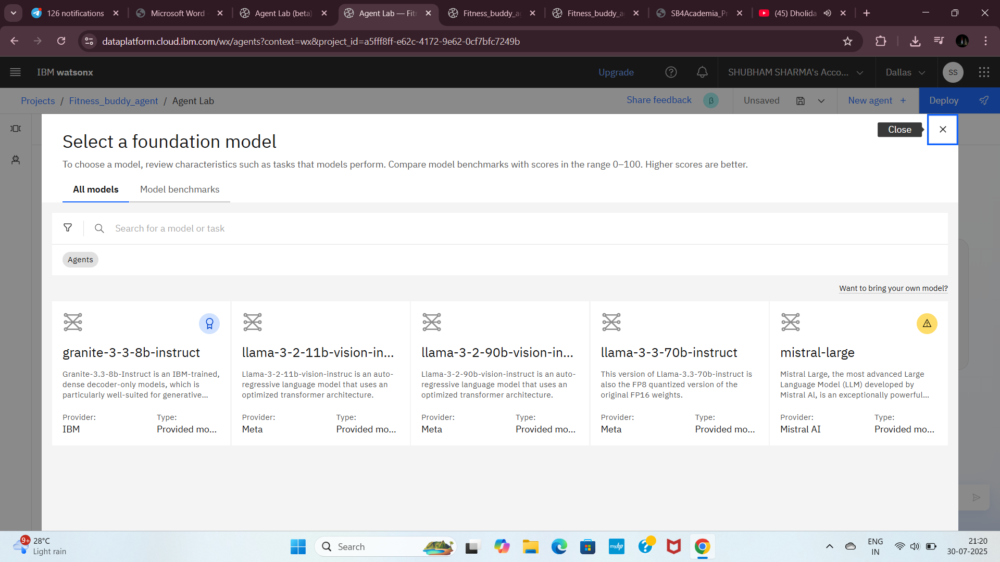 126 notifications
Microsoft Word
Agent Lab (beta)
Agent Lab — Fit
Fitness_buddy_a
Fitness_buddy_a
SB4Academia_Pr
(45) Dholida
dataplatform.cloud.ibm.com/wx/agents?context=wx&project_id=a5fff8ff-e62c-4172-9e62-0cf7bfc7249b
IBM watsonx
Upgrade
SHUBHAM SHARMA's Acco...
Dallas
SS
Projects / Fitness_buddy_agent / Agent Lab
Share feedback
β
Unsaved
New agent +
Deploy
Close
Select a foundation model
To choose a model, review characteristics such as tasks that models perform. Compare model benchmarks with scores in the range 0–100. Higher scores are better.
All models
Model benchmarks
Search for a model or task
Agents
Want to bring your own model?
granite-3-3-8b-instruct
Granite-3.3-8b-Instruct is an IBM-trained,
dense decoder-only models, which is
particularly well-suited for generative...
Provider:
Type:
IBM
Provided mo...
llama-3-2-11b-vision-in...
Llama-3-2-11b-vision-instruc is an auto-
regressive language model that uses an
optimized transformer architecture.
Provider:
Type:
Meta
Provided mo...
llama-3-2-90b-vision-in...
Llama-3-2-90b-vision-instruct is an auto-
regressive language model that uses an
optimized transformer architecture.
Provider:
Type:
Meta
Provided mo...
llama-3-3-70b-instruct
This version of Llama-3.3-70b-instruct is
also the FP8 quantized version of the
original FP16 weights.
Provider:
Type:
Meta
Provided mo...
mistral-large
Mistral Large, the most advanced Large
Language Model (LLM) developed by
Mistral Al, is an exceptionally powerful...
Provider:
Type:
Mistral AI
Provided mo...
9+
28°C
Light rain
Search
myhp
ENG
IN
21:20
30-07-2025